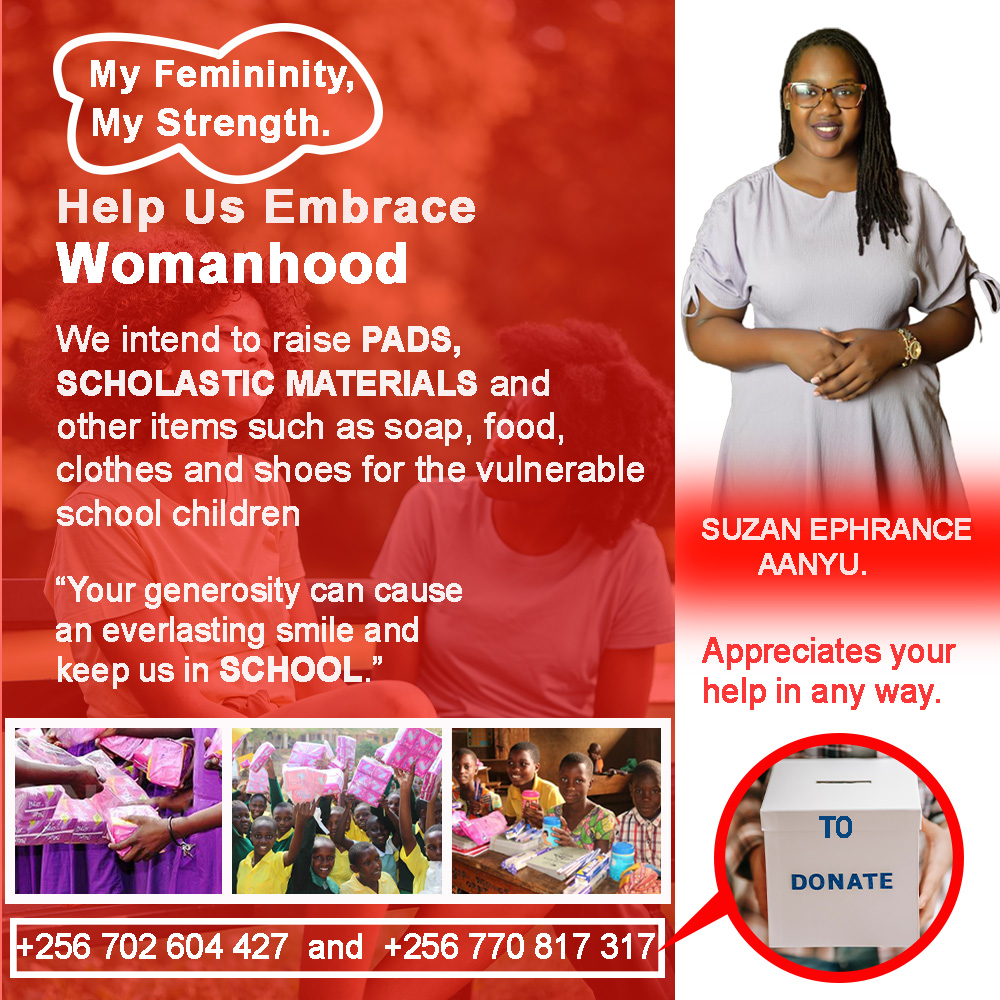 My Femininity,
My Strength.
Help Us Embrace
Womanhood
We intend to raise PADS,
SCHOLASTIC MATERIALS and
other items such as soap, food,
clothes and shoes for the vulnerable
school children
“Your generosity can cause
an everlasting smile and
keep us in SCHOOL.”
+256 702 604 427 and +256 770 817 317
SUZAN EPHRANCE
AANYU.
Appreciates your
help in any way.
TO
DONATE